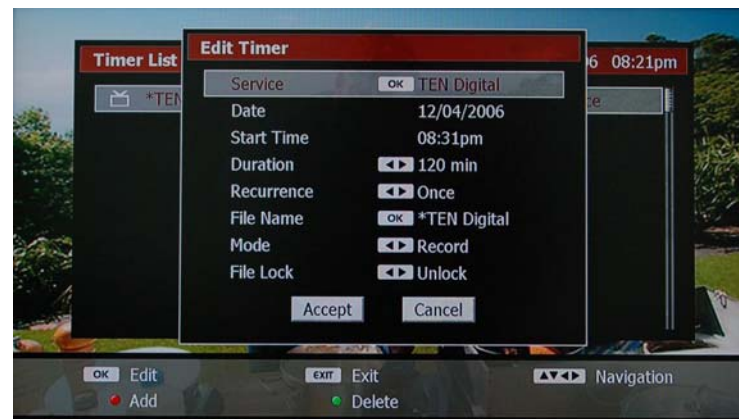 Timer List
Edit Timer
06 08:21pm
*TEN
Service OK TEN Digital
Date 12/04/2006
Start Time 08:31pm
Duration 120 min
Recurrence Once
File Name OK *TEN Digital
Mode Record
File Lock Unlock
Accept Cancel
OK Edit EXIT Exit Navigation
Add Delete